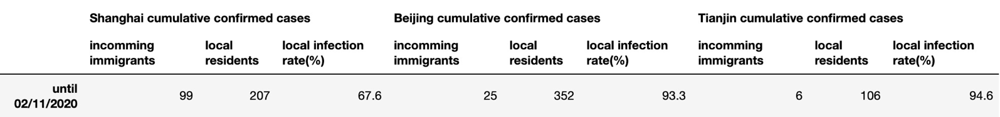 Shanghai cumulative confirmed cases Beijing cumulative confirmed cases Tianjin cumulative confirmed cases
incomming local local infection incomming local local infection incomming local local infection
immigrants residents rate(%) immigrants residents rate(%) immigrants residents rate(%)
until
99 207 67.6 25 352 93.3 6 106 94.6
02/11/2020